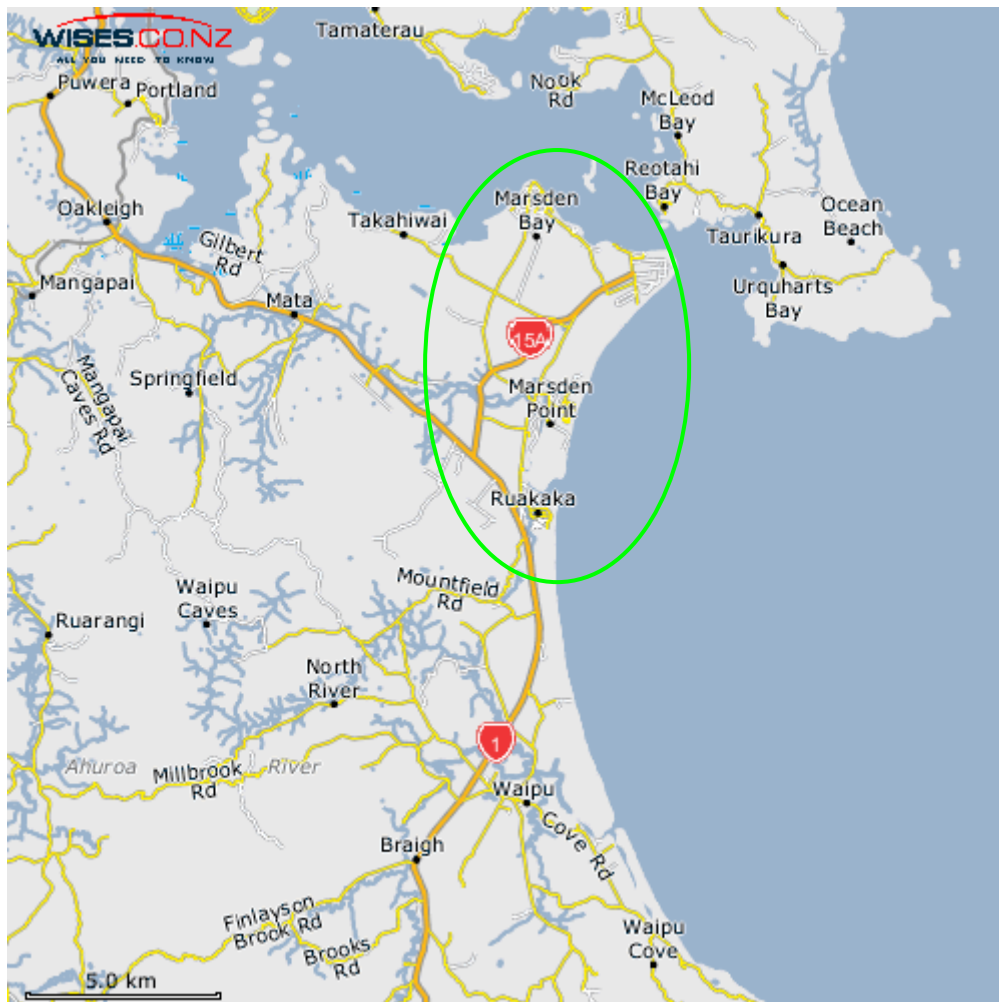 WISES.CO.NZ
ALL YOU NEED TO KNOW
Tamaterau
Puwera
Portland
Nook
Rd
McLeod
Bay
Reotahi
Bay
Marsden
Bay
Ocean
Beach
Oakleigh
Takahiwai
Taurikura
Gilbert
Rd
Mangapai
Urquharts
Bay
Mata
15A
Springfield
Mangapai
Caves Rd
Marsden
Point
Ruakaka
Waipu
Caves
Mountfield
Rd
Ruarangi
North
River
1
Ahuroa
River
Millbrook
Rd
Waipu
Cove Rd
Braigh
Finlayson
Brook Rd
Brooks
Rd
Waipu
Cove
5.0 km